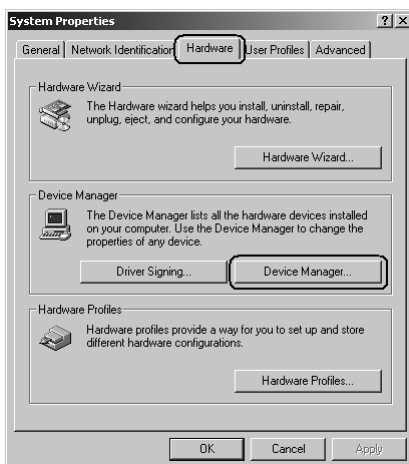 System Properties
General
Network Identification
Hardware
User Profiles
Advanced
Hardware Wizard
The Hardware wizard helps you install, uninstall, repair,
unplug, eject, and configure your hardware.
Hardware Wizard...
Device Manager
The Device Manager lists all the hardware devices installed
on your computer. Use the Device Manager to change the
properties of any device.
Driver Signing...
Device Manager...
Hardware Profiles
Hardware profiles provide a way for you to set up and store
different hardware configurations.
Hardware Profiles...
OK
Cancel
Apply